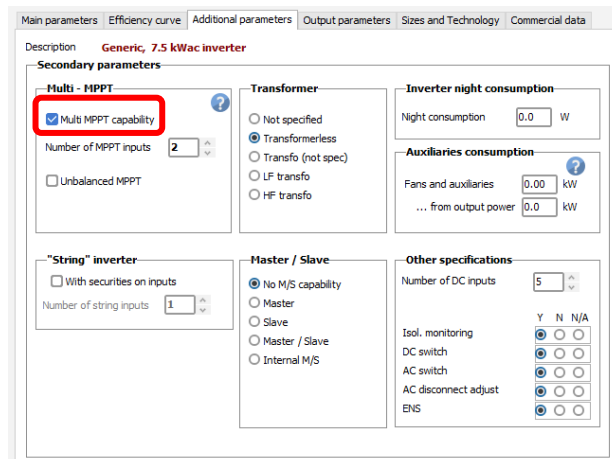 Main parameters Efficiency curve Additional parameters Output parameters Sizes and Technology Commercial data
Description Generic, 7.5 kWac inverter
Secondary parameters
Multi - MPPT
?
Multi MPPT capability
Number of MPPT inputs 2
Unbalanced MPPT
Transformer
Not specified
Transformerless
Transfo (not spec)
LF transfo
HF transfo
Inverter night consumption
Night consumption 0.0 W
Auxiliaries consumption
?
Fans and auxiliaries 0.00 kW
... from output power 0.0 kW
"String" inverter
With securities on inputs
Number of string inputs 1
Master / Slave
No M/S capability
Master
Slave
Master / Slave
Internal M/S
Other specifications
Number of DC inputs 5
Y N N/A
Isol. monitoring
DC switch
AC switch
AC disconnect adjust
ENS